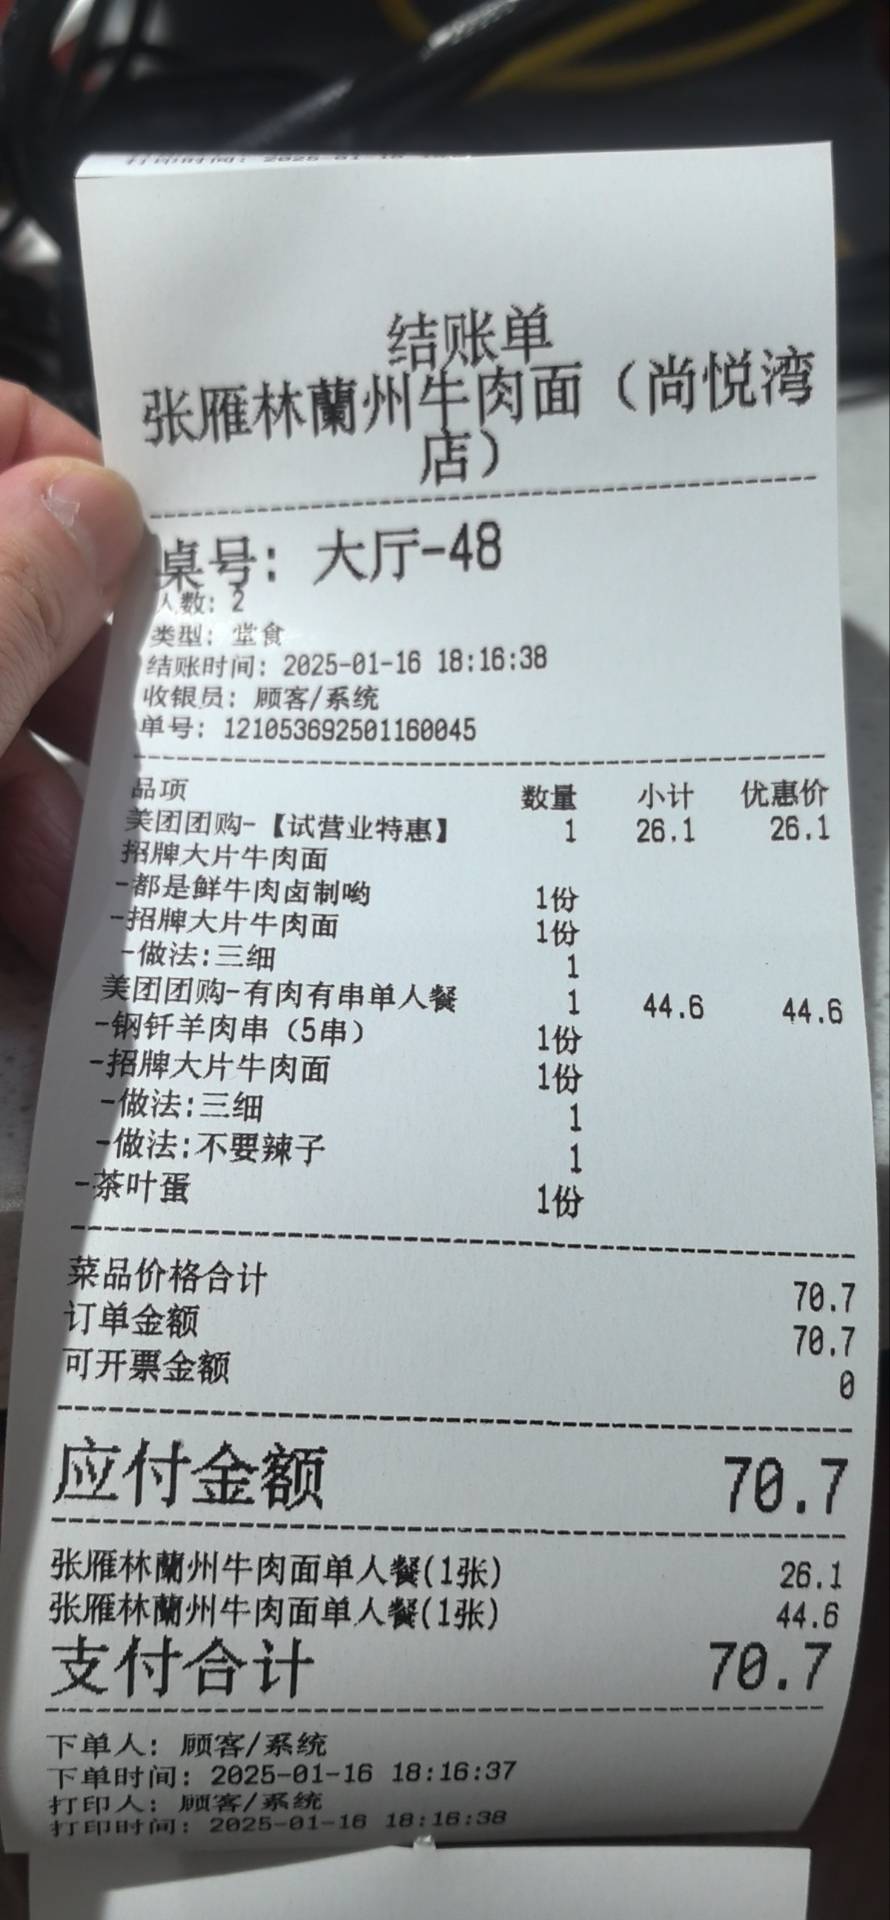 打印时间: 2025-01-16
结账单
张雁林蘭州牛肉面（尚悦湾
店）
桌号: 大厅-48
人数: 2
类型: 堂食
结账时间: 2025-01-16 18:16:38
收银员: 顾客/系统
单号: 121053692501160045
品项 数量 小计 优惠价
美团团购-【试营业特惠】 1 26.1 26.1
招牌大片牛肉面
-都是鲜牛肉卤制哟 1份
-招牌大片牛肉面 1份
-做法:三细 1
美团团购-有肉有串单人餐 1 44.6 44.6
-钢钎羊肉串（5串） 1份
-招牌大片牛肉面 1份
-做法:三细 1
-做法:不要辣子 1
-茶叶蛋 1份
菜品价格合计 70.7
订单金额 70.7
可开票金额 0
应付金额 70.7
张雁林蘭州牛肉面单人餐(1张) 26.1
张雁林蘭州牛肉面单人餐(1张) 44.6
支付合计 70.7
下单人: 顾客/系统
下单时间: 2025-01-16 18:16:37
打印人: 顾客/系统
打印时间: 2025-01-16 18:16:38